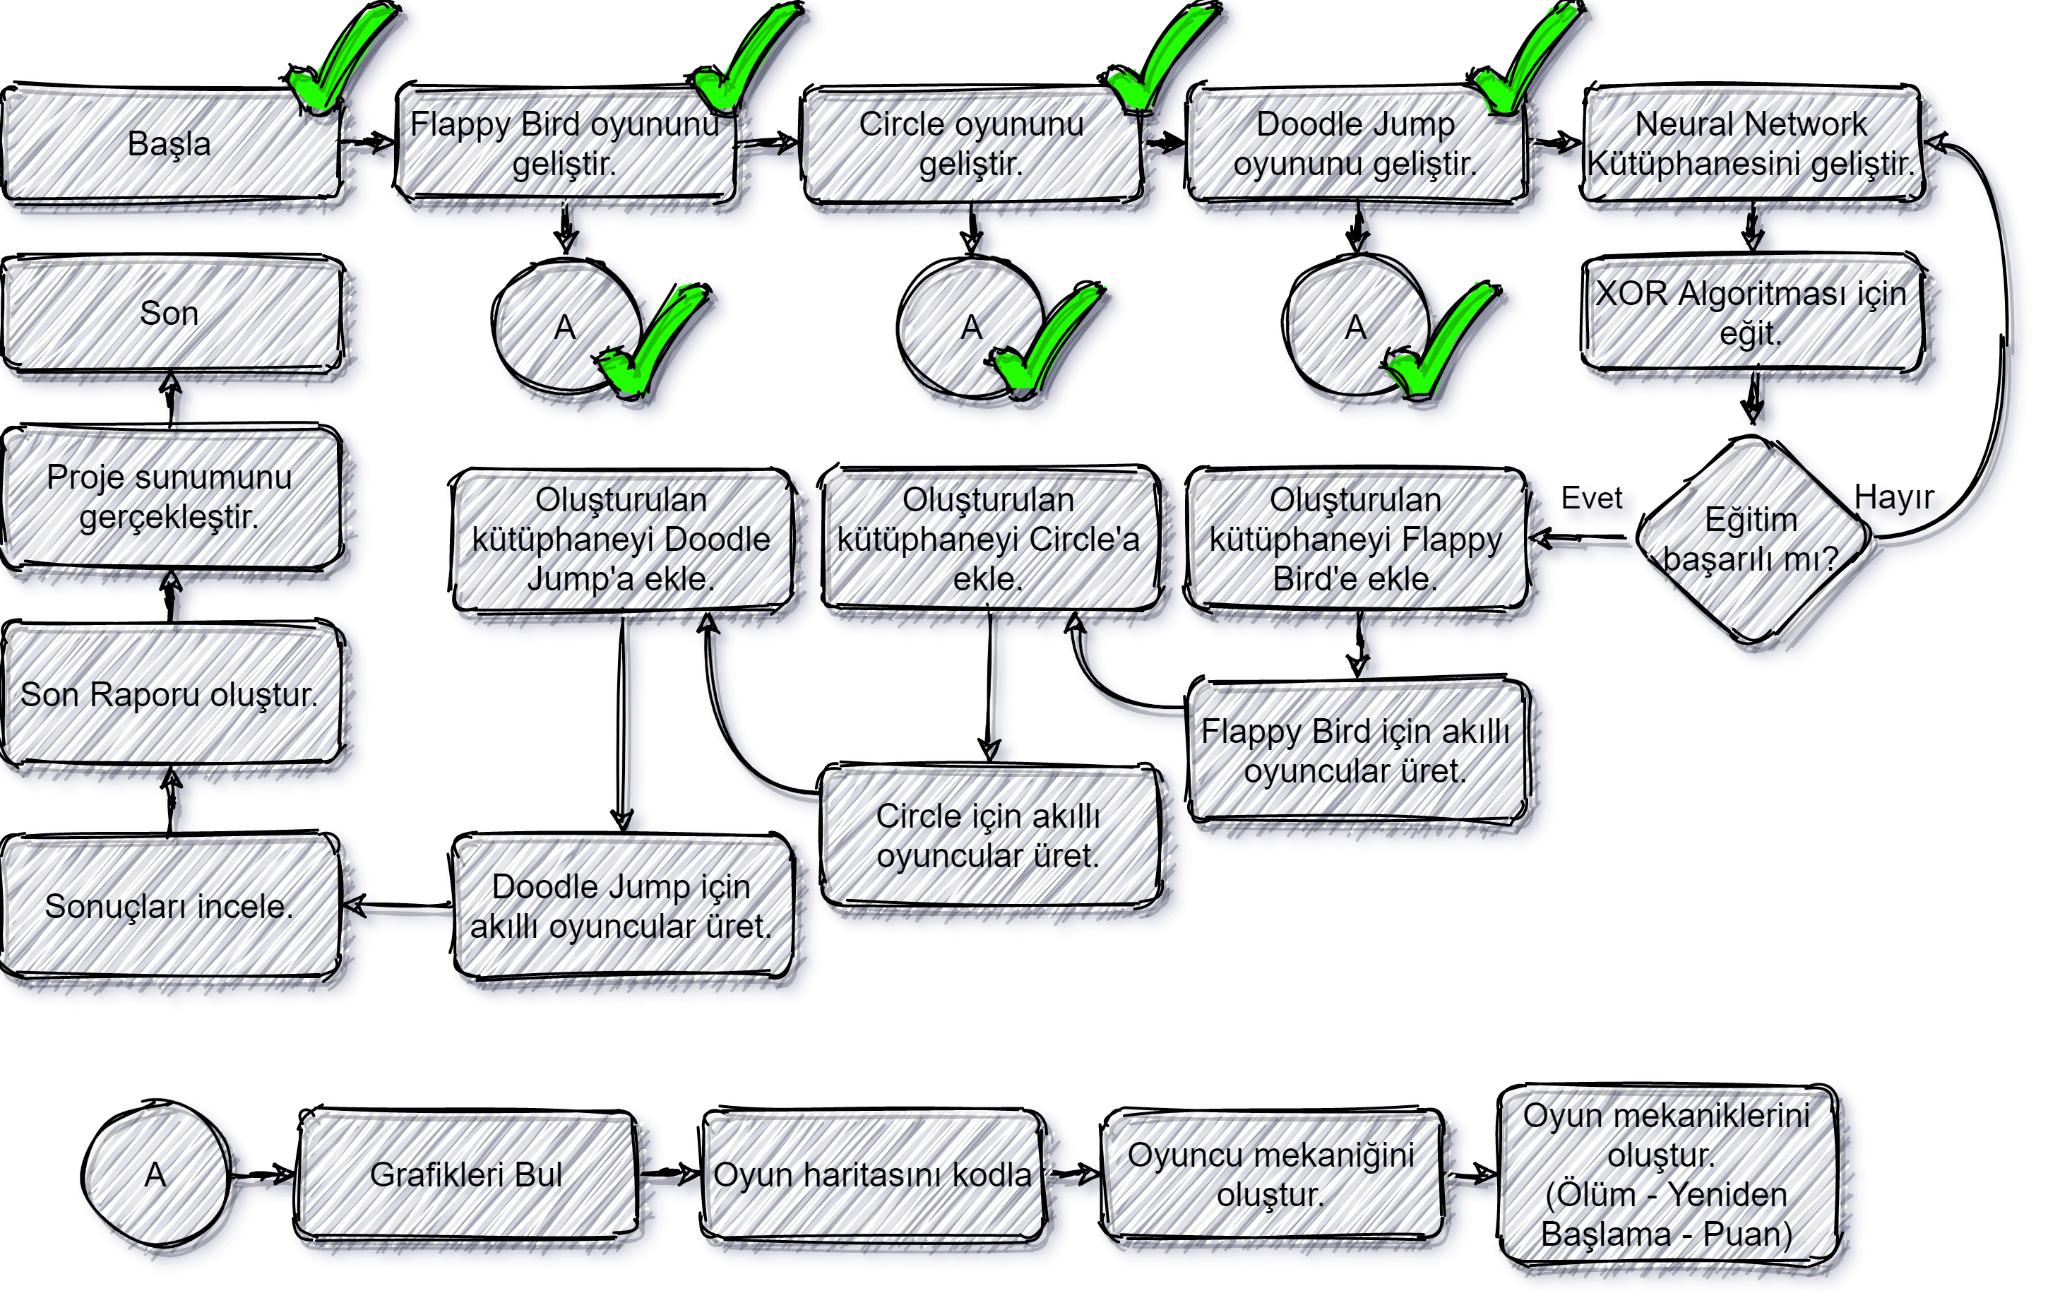 Başla
Flappy Bird oyununu
geliştir.
Circle oyununu
geliştir.
Doodle Jump
oyununu geliştir.
Neural Network
Kütüphanesini geliştir.
A
A
A
XOR Algoritması için
eğit.
Eğitim
başarılı mı?
Hayır
Evet
Oluşturulan
kütüphaneyi Flappy
Bird'e ekle.
Flappy Bird için akıllı
oyuncular üret.
Oluşturulan
kütüphaneyi Circle'a
ekle.
Circle için akıllı
oyuncular üret.
Oluşturulan
kütüphaneyi Doodle
Jump'a ekle.
Doodle Jump için
akıllı oyuncular üret.
Sonuçları incele.
Son Raporu oluştur.
Proje sunumunu
gerçekleştir.
Son
A
Grafikleri Bul
Oyun haritasını kodla
Oyuncu mekaniğini
oluştur.
Oyun mekaniklerini
oluştur.
(Ölüm - Yeniden
Başlama - Puan)